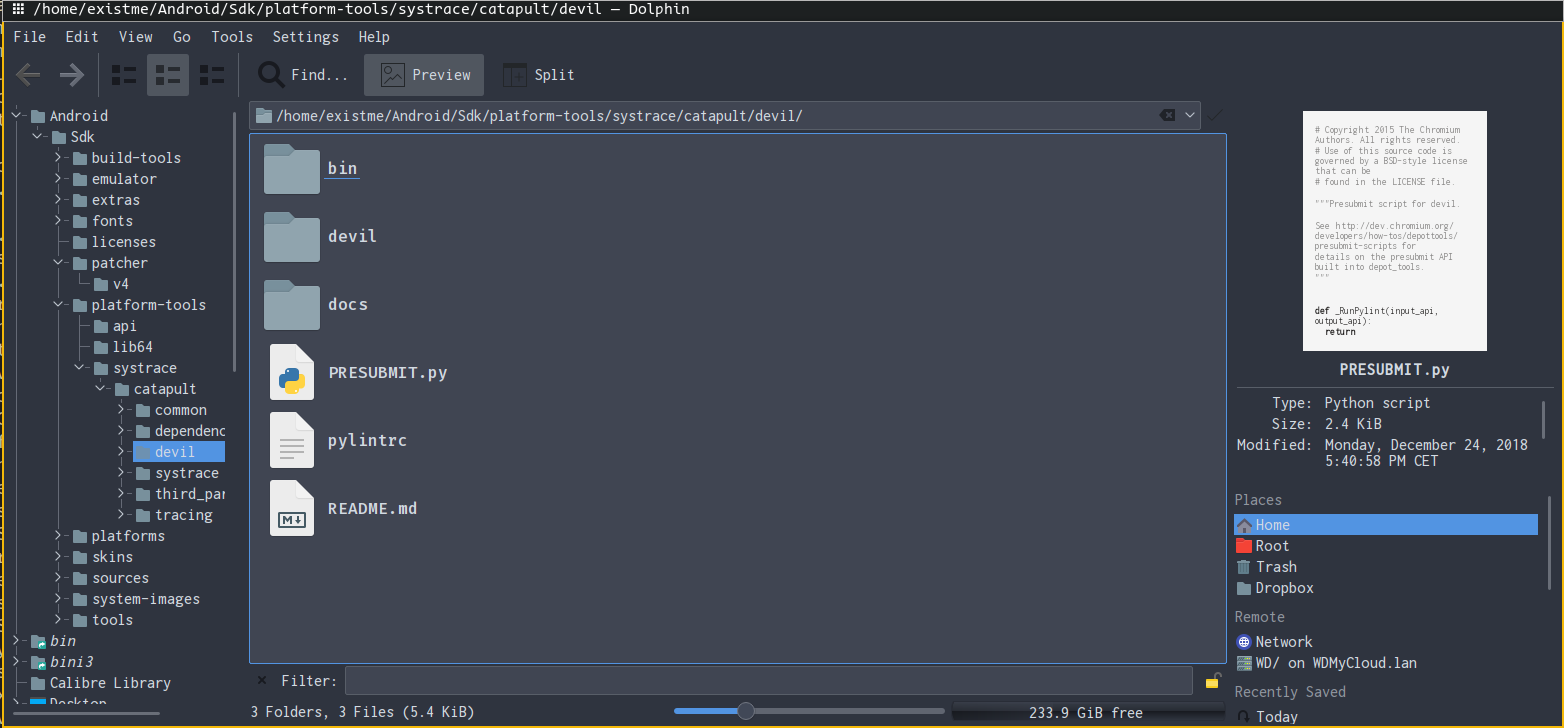 /home/existme/Android/Sdk/platform-tools/systrace/catapult/devil — Dolphin
File Edit View Go Tools Settings Help
Find... Preview Split
Android
Sdk
build-tools
emulator
extras
fonts
licenses
patcher
v4
platform-tools
api
lib64
systrace
catapult
common
dependenc
devil
systrace
third_par
tracing
platforms
skins
sources
system-images
tools
bin
bini3
Calibre Library
Desktop
/home/existme/Android/Sdk/platform-tools/systrace/catapult/devil/
bin
devil
docs
PRESUBMIT.py
pylintrc
README.md
Filter:
3 Folders, 3 Files (5.4 KiB)
233.9 GiB free
# Copyright 2015 The Chromium
Authors. All rights reserved.
# Use of this source code is
governed by a BSD-style license
that can be
# found in the LICENSE file.
"""Presubmit script for devil.
See http://dev.chromium.org/
developers/how-tos/depottools/
presubmit-scripts for
details on the presubmit API
built into depot_tools.
"""
def _RunPylint(input_api,
output_api):
return
PRESUBMIT.py
Type: Python script
Size: 2.4 KiB
Modified: Monday, December 24, 2018
5:40:58 PM CET
Places
Home
Root
Trash
Dropbox
Remote
Network
WD/ on WDMyCloud.lan
Recently Saved
Today